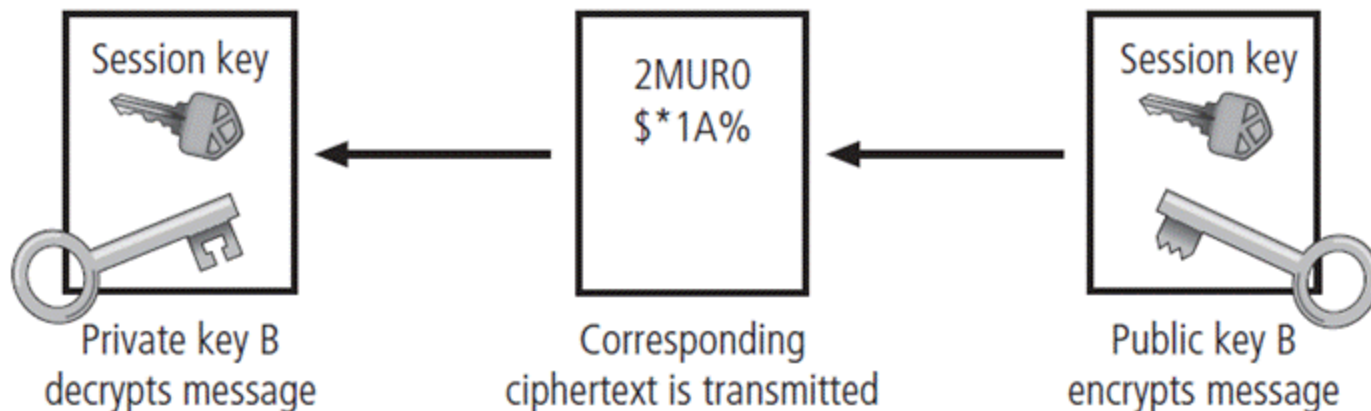 Session key
Private key B
decrypts message
2MUR0
$*1A%
Corresponding
ciphertext is transmitted
Session key
Public key B
encrypts message